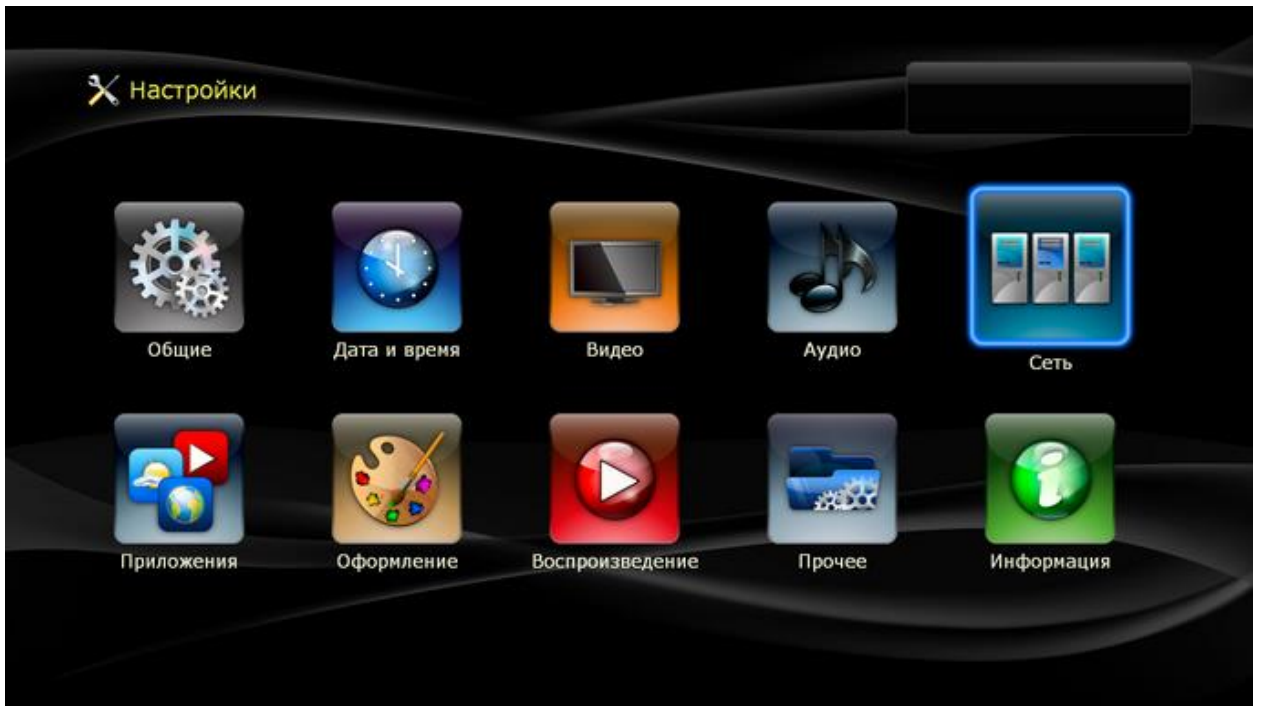 Настройки
Общие
Дата и время
Видео
Аудио
Сеть
Приложения
Оформление
Воспроизведение
Прочее
Информация